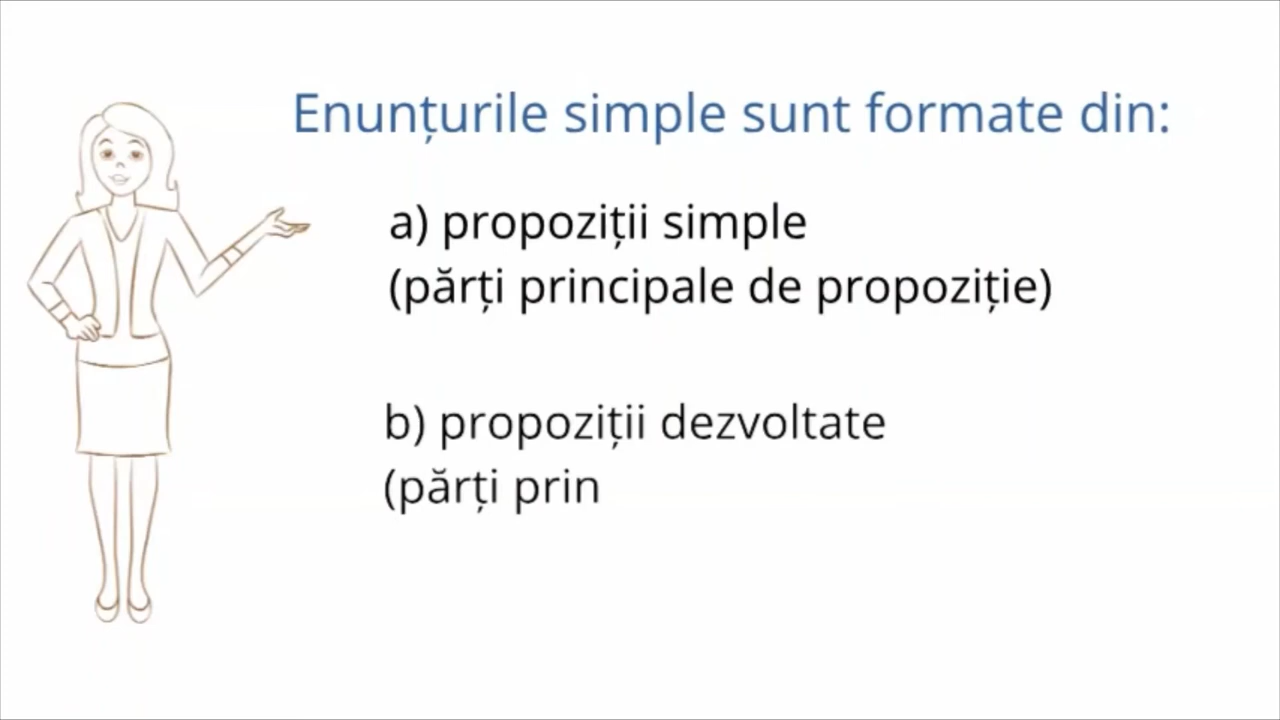 Enunțurile simple sunt formate din:
a) propoziții simple
(părți principale de propoziție)
b) propoziții dezvoltate
(părți prin